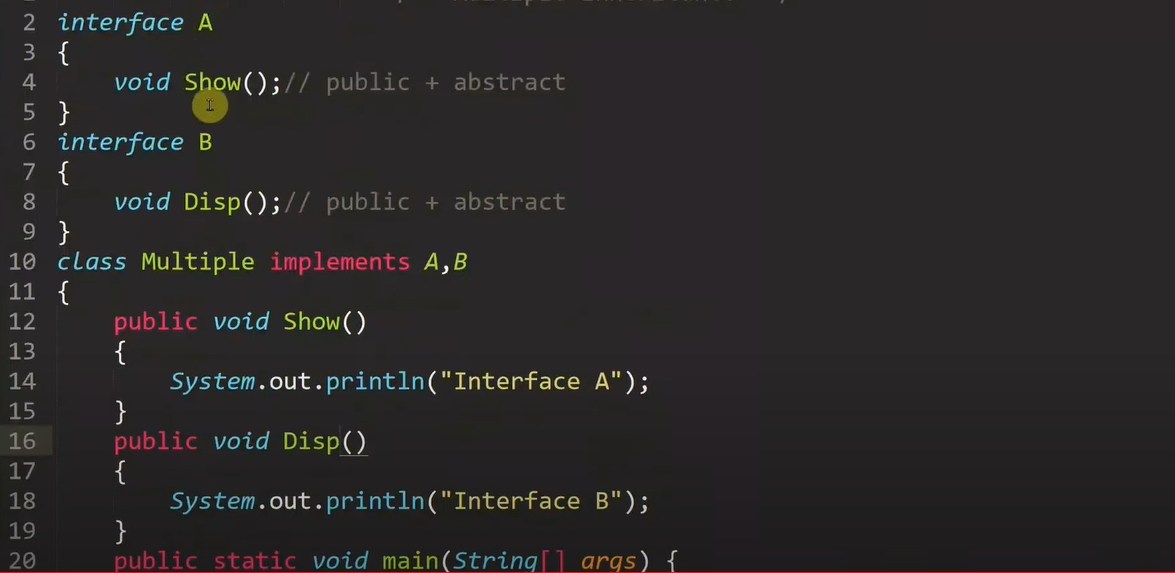 2 interface A
3 {
4 void Show();// public + abstract
5 }
6 interface B
7 {
8 void Disp();// public + abstract
9 }
10 class Multiple implements A,B
11 {
12 public void Show()
13 {
14 System.out.println("Interface A");
15 }
16 public void Disp()
17 {
18 System.out.println("Interface B");
19 }
20 public static void main(String[] args) {